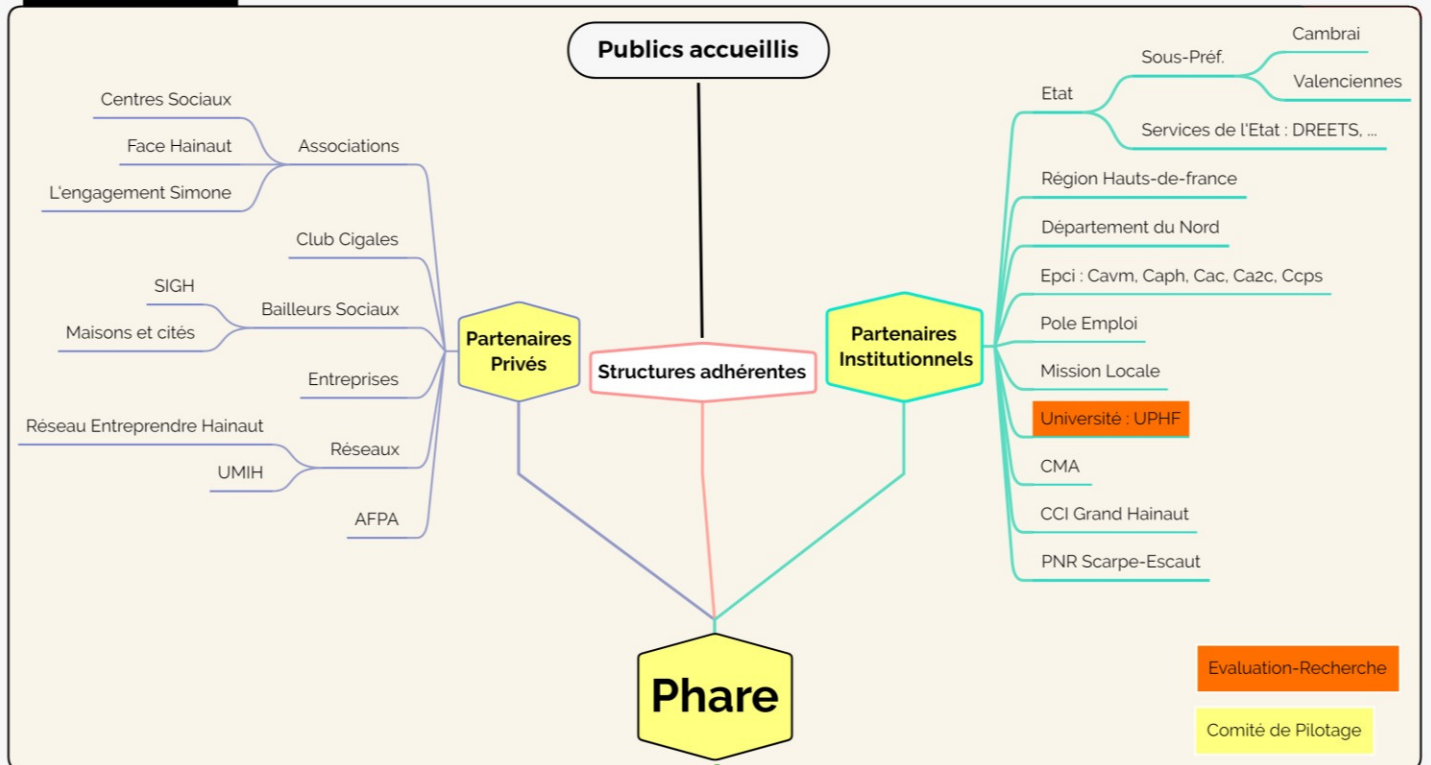 Publics accueillis
Centres Sociaux
Face Hainaut
L'engagement Simone
Associations
Club Cigales
SIGH
Maisons et cités
Bailleurs Sociaux
Entreprises
Réseau Entreprendre Hainaut
UMIH
Réseaux
AFPA
Partenaires
Privés
Structures adhérentes
Partenaires
Institutionnels
Etat
Sous-Préf.
Cambrai
Valenciennes
Services de l'Etat : DREETS, ...
Région Hauts-de-france
Département du Nord
Epci : Cavm, Caph, Cac, Ca2c, Ccps
Pole Emploi
Mission Locale
Université : UPHF
CMA
CCI Grand Hainaut
PNR Scarpe-Escaut
Phare
Evaluation-Recherche
Comité de Pilotage